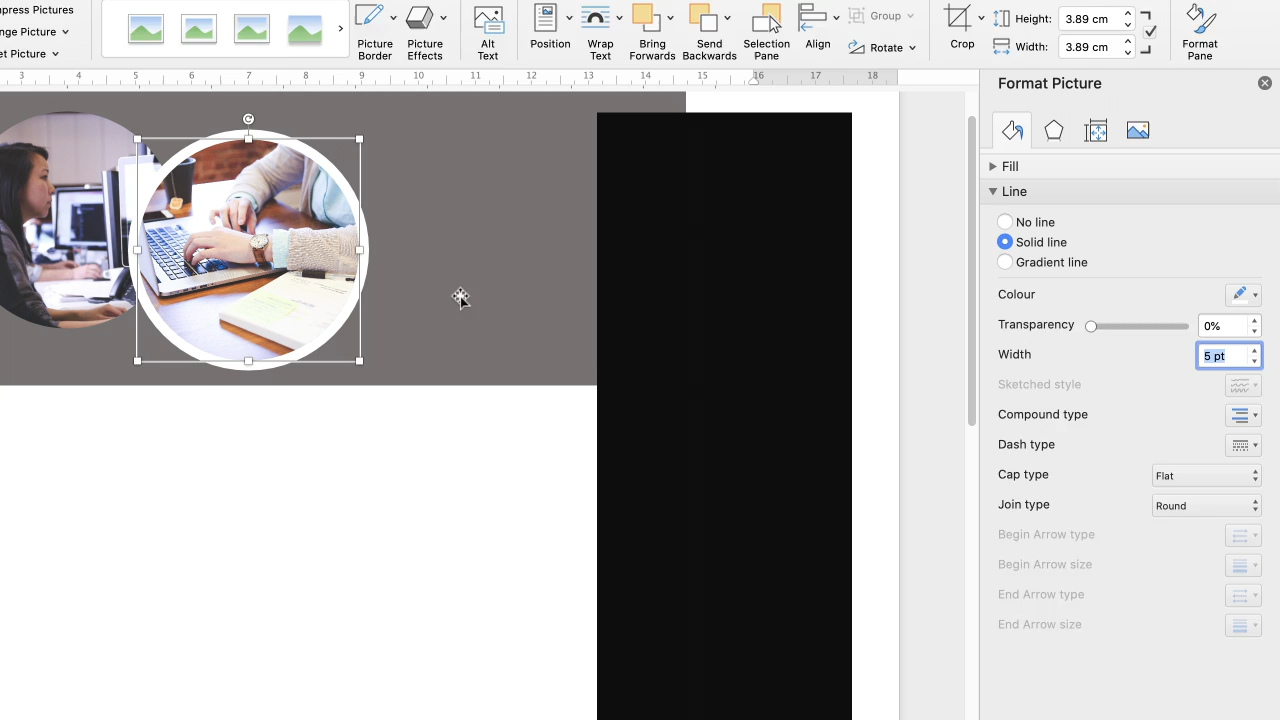 npress Pictures
nge Picture
et Picture
Picture
Border
Picture
Effects
Alt
Text
Position
Wrap
Text
Bring
Forwards
Send
Backwards
Selection
Pane
Align
Group
Rotate
Crop
Height:
3.89 cm
Width:
3.89 cm
Format
Pane
3 4 5 6 7 8 9 10 11 12 13 14 15 16 17 18
Format Picture
Fill
Line
No line
Solid line
Gradient line
Colour
Transparency
0%
Width
5 pt
Sketched style
Compound type
Dash type
Cap type
Flat
Join type
Round
Begin Arrow type
Begin Arrow size
End Arrow type
End Arrow size